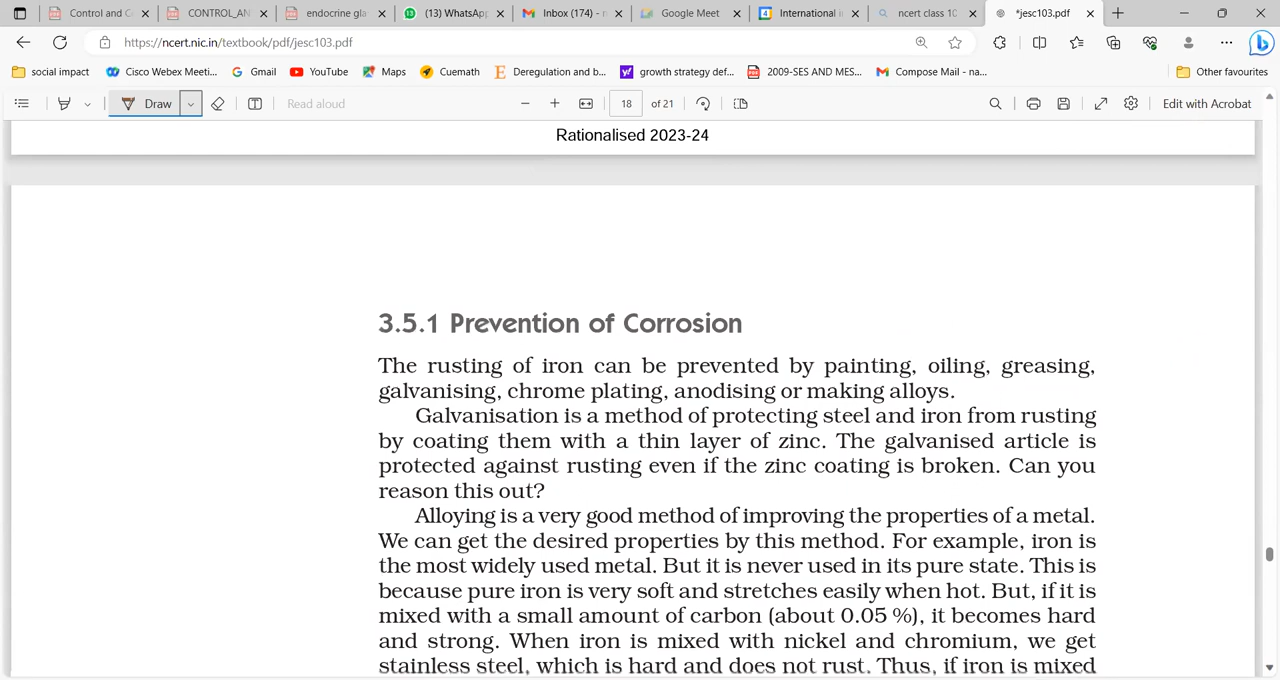 Control and C
CONTROL_AN
endocrine gla
(13) WhatsApp
Inbox (174) - n
Google Meet
International i
ncert class 10
*jesc103.pdf
https://ncert.nic.in/textbook/pdf/jesc103.pdf
social impact
Cisco Webex Meeti...
Gmail
YouTube
Maps
Cuemath
Deregulation and b...
growth strategy def...
2009-SES AND MES...
Compose Mail - na...
Other favourites
Draw
Read aloud
18 of 21
Edit with Acrobat
Rationalised 2023-24
3.5.1 Prevention of Corrosion
The rusting of iron can be prevented by painting, oiling, greasing,
galvanising, chrome plating, anodising or making alloys.
Galvanisation is a method of protecting steel and iron from rusting
by coating them with a thin layer of zinc. The galvanised article is
protected against rusting even if the zinc coating is broken. Can you
reason this out?
Alloying is a very good method of improving the properties of a metal.
We can get the desired properties by this method. For example, iron is
the most widely used metal. But it is never used in its pure state. This is
because pure iron is very soft and stretches easily when hot. But, if it is
mixed with a small amount of carbon (about 0.05 %), it becomes hard
and strong. When iron is mixed with nickel and chromium, we get
stainless steel, which is hard and does not rust. Thus, if iron is mixed